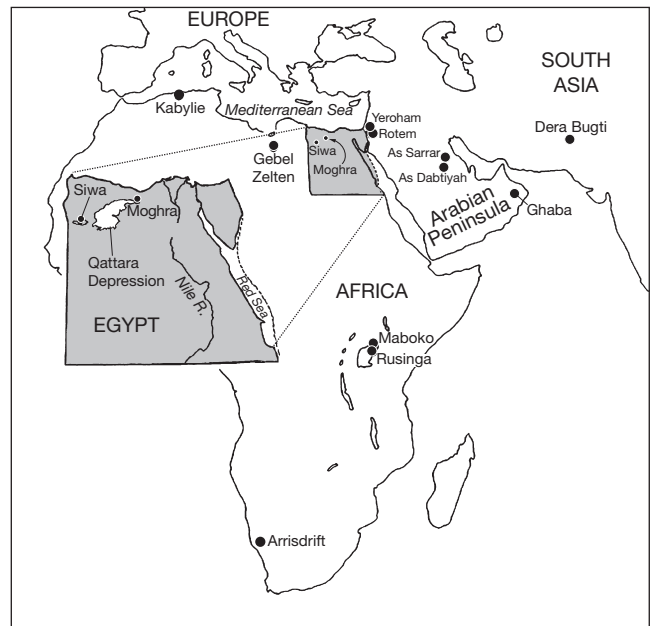 EUROPE
SOUTH
ASIA
Kabylie
Mediterranean Sea
Yeroham
Rotem
Dera Bugti
Siwa
Moghra
Gebel
Zelten
As Sarrar
As Dabtiyah
Arabian
Peninsula
Ghaba
Siwa
Moghra
Qattara
Depression
Nile R.
Red Sea
EGYPT
AFRICA
Maboko
Rusinga
Arrisdrift